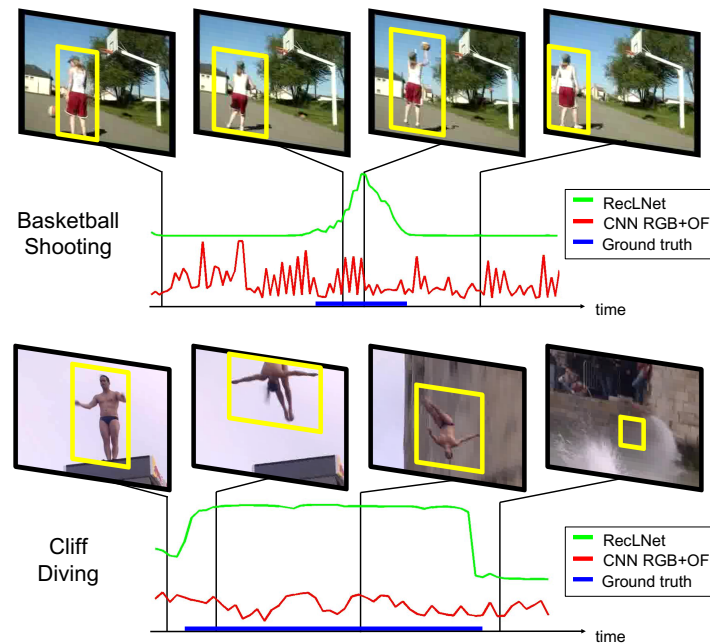 Basketball
Shooting
RecLNet
CNN RGB+OF
Ground truth
time
Cliff
Diving
RecLNet
CNN RGB+OF
Ground truth
time